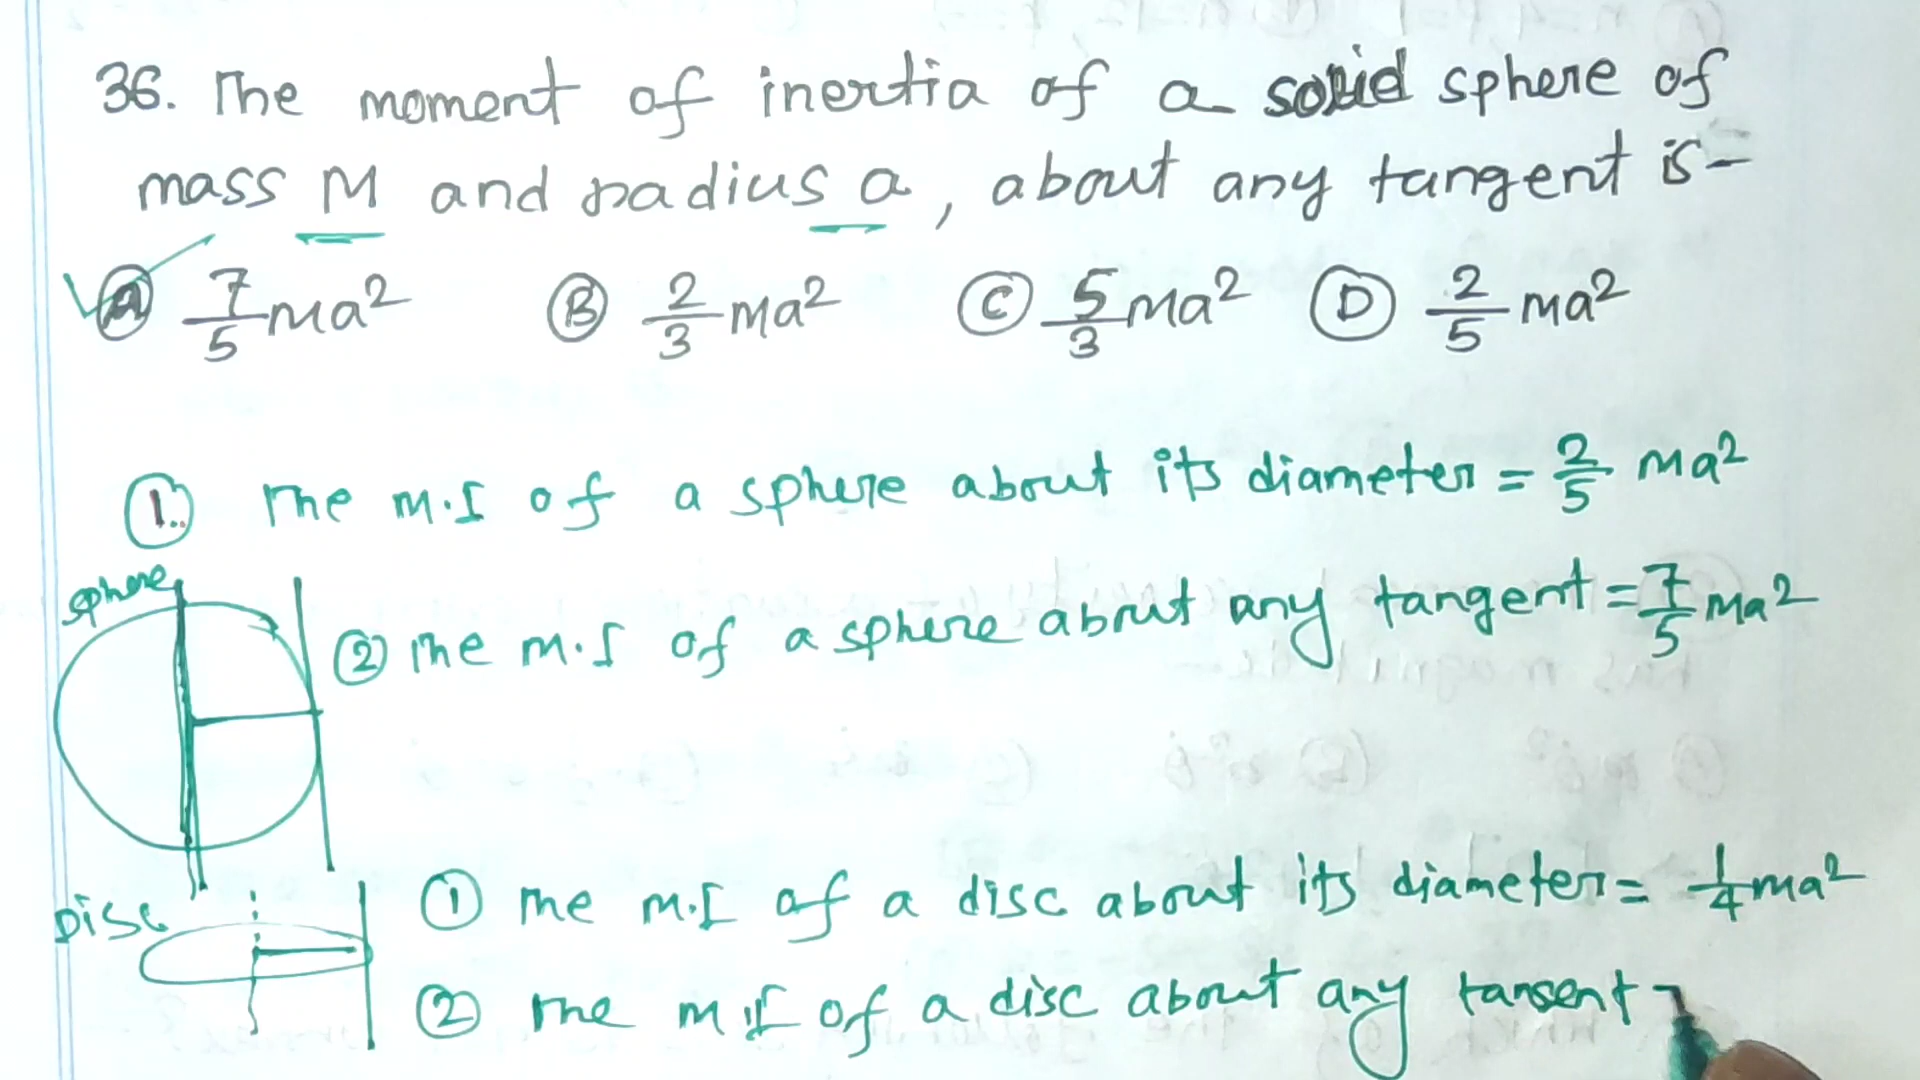 36. The moment of inertia of a solid sphere of
mass M and radius a, about any tangent is-
Ⓐ 7/5 Ma² Ⓑ 2/3 Ma² Ⓒ 5/3 Ma² Ⓓ 2/5 Ma²
① The M.I of a sphere about its diameter = 2/5 Ma²
sphere
② The M.I of a sphere about any tangent = 7/5 Ma²
Disc
① The M.I of a disc about its diameter = 1/4 Ma²
② The M.I of a disc about any tangent =